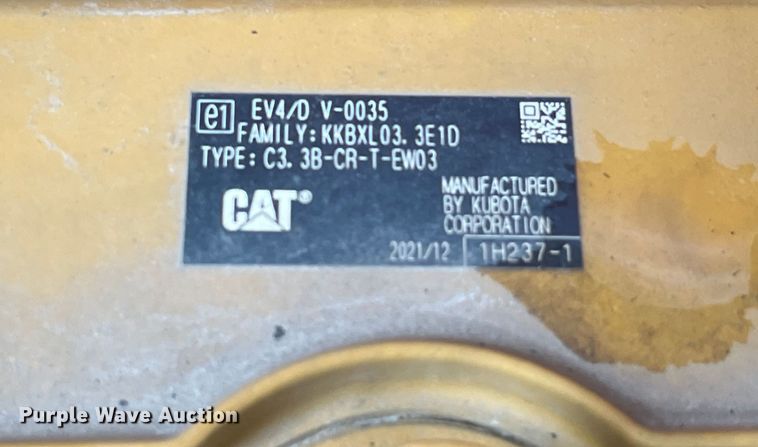 e1 EV4/D V-0035
FAMILY:KKBXL03.3E1D
TYPE:C3.3B-CR-T-EW03
CAT®
MANUFACTURED
BY KUBOTA
CORPORATION
2021/12 1H237-1
Purple Wave Auction